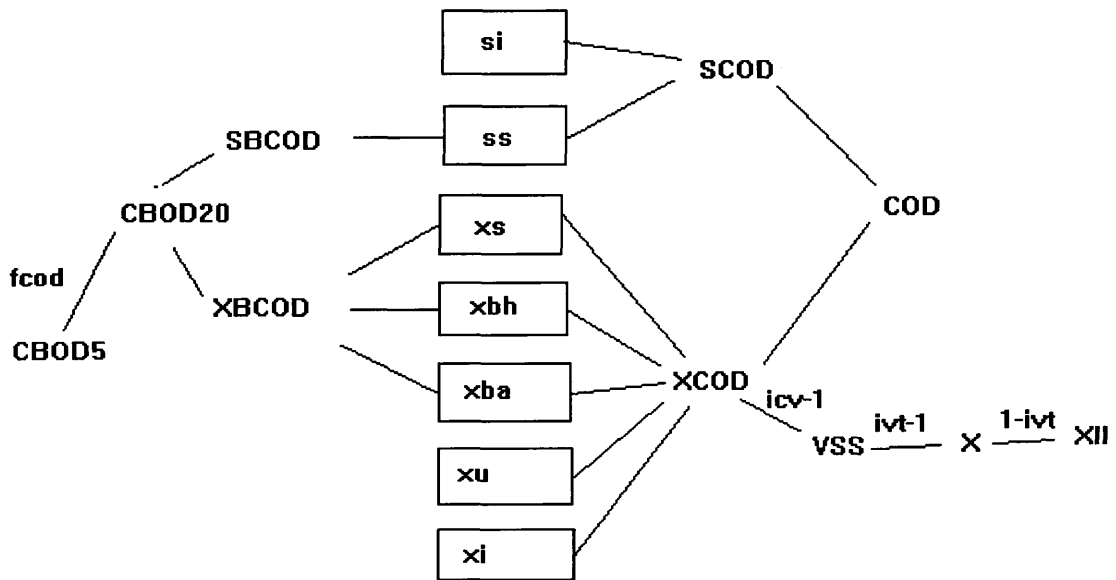 si
SCOD
SBCOD
ss
CBOD20
COD
xs
fcod
XBCOD
xbh
CBOD5
xba
XCOD
icv-1
VSS
ivt-1
X
1-ivt
XII
xu
xi